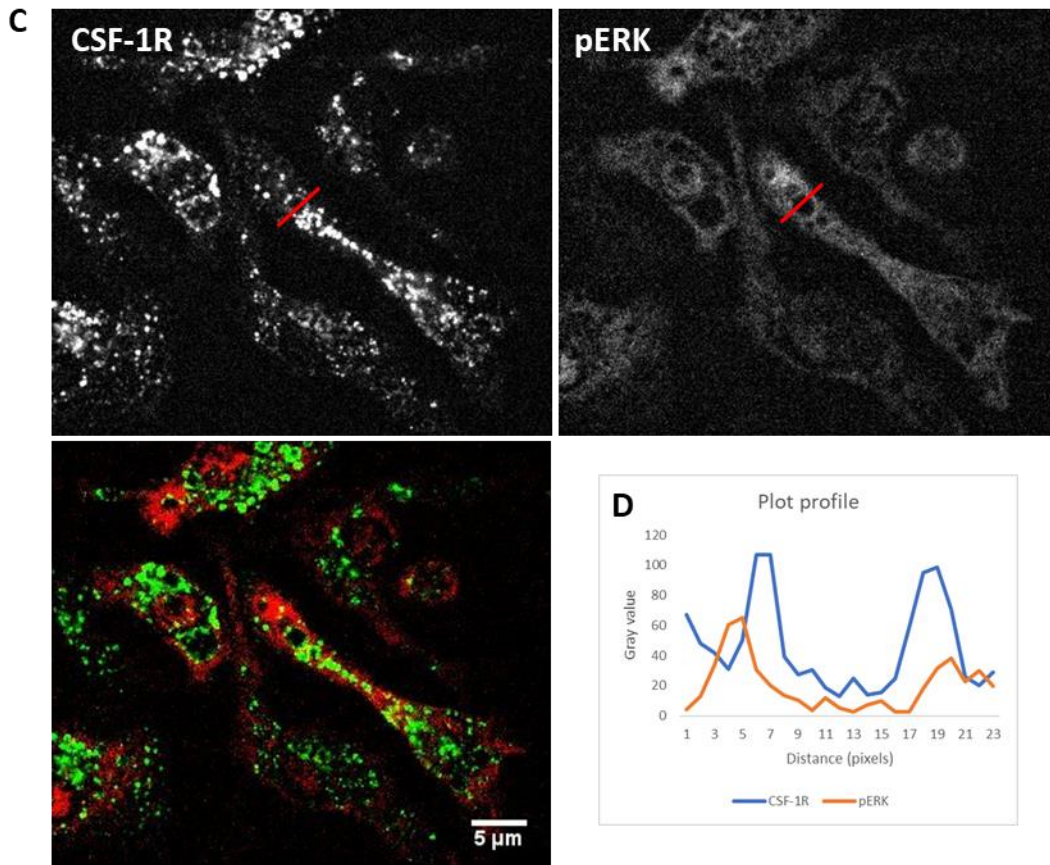 C
CSF-1R
pERK
5 µm
D
Plot profile
120
100
80
60
40
20
0
Gray value
1 3 5 7 9 11 13 15 17 19 21 23
Distance (pixels)
CSF-1R pERK